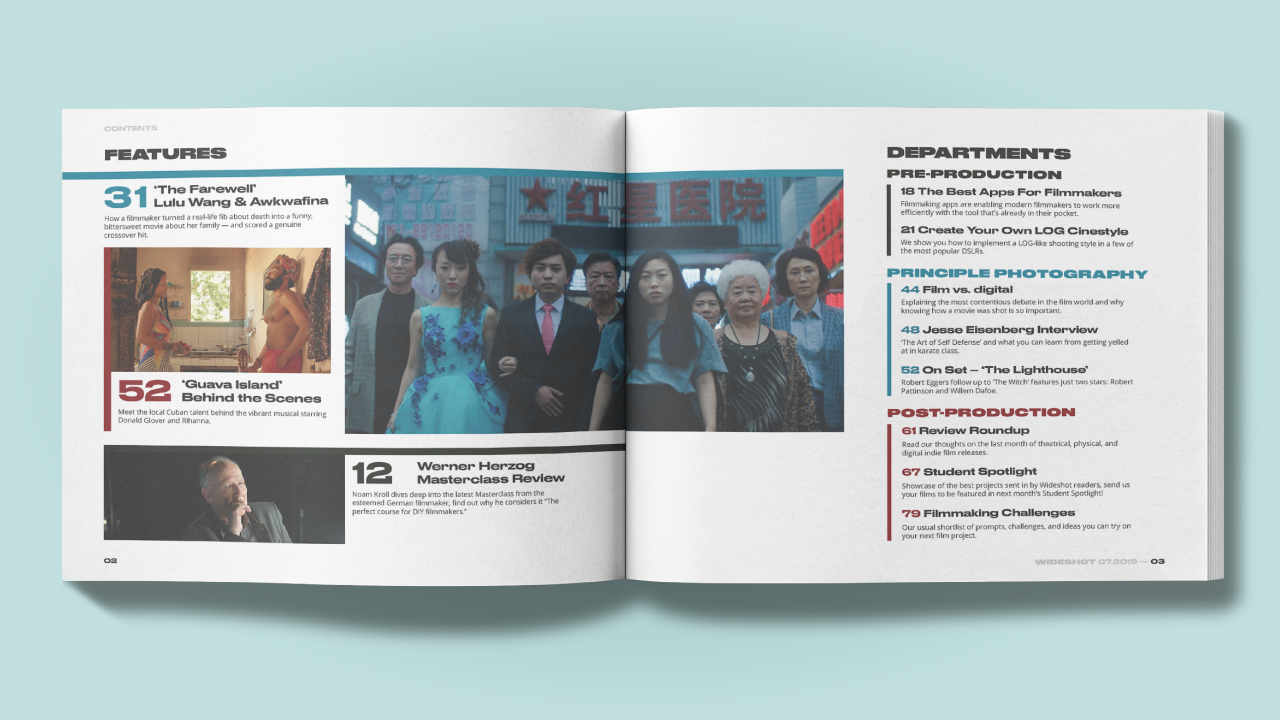 CONTENTS
FEATURES
31 'The Farewell'
Lulu Wang & Awkwafina
How a filmmaker turned a real-life fib about death into a funny,
bittersweet movie about her family — and scored a genuine
crossover hit.
52 'Guava Island'
Behind the Scenes
Meet the local Cuban talent behind the vibrant musical starring
Donald Glover and Rihanna.
红星医院
12 Werner Herzog
Masterclass Review
Noam Kroll dives deep into the latest Masterclass from the
esteemed German filmmaker, find out why he considers it "The
perfect course for DIY filmmakers."
02
DEPARTMENTS
PRE-PRODUCTION
18 The Best Apps For Filmmakers
Filmmaking apps are enabling modern filmmakers to work more
efficiently with the tool that's already in their pocket.
21 Create Your Own LOG Cinestyle
We show you how to implement a LOG-like shooting style in a few of
the most popular DSLRs.
PRINCIPLE PHOTOGRAPHY
44 Film vs. digital
Explaining the most contentious debate in the film world and why
knowing how a movie was shot is so important.
48 Jesse Eisenberg Interview
'The Art of Self Defense' and what you can learn from getting yelled
at in karate class.
52 On Set – 'The Lighthouse'
Robert Eggers follow up to 'The Witch' features just two stars: Robert
Pattinson and Willem Dafoe.
POST-PRODUCTION
61 Review Roundup
Read our thoughts on the last month of theatrical, physical, and
digital indie film releases.
67 Student Spotlight
Showcase of the best projects sent in by Wideshot readers, send us
your films to be featured in next month's Student Spotlight!
79 Filmmaking Challenges
Our usual shortlist of prompts, challenges, and ideas you can try on
your next film project.
WIDESHOT 07.2019 — 03